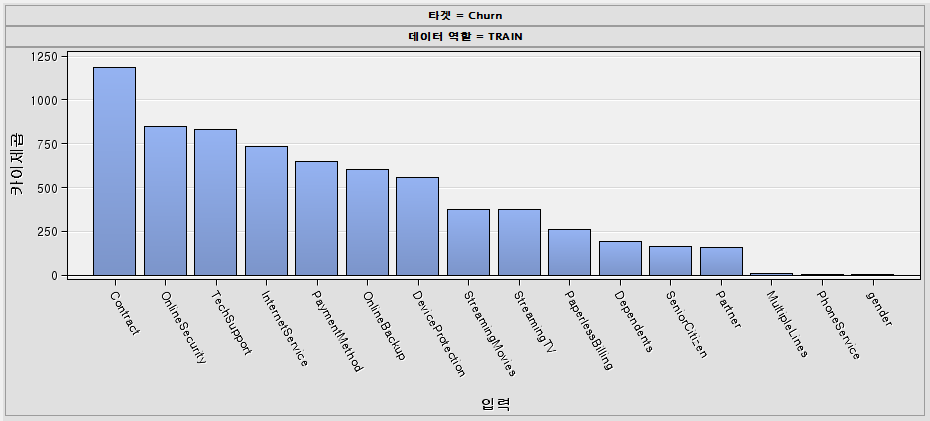 타겟 = Churn
데이터 역할 = TRAIN
카이제곱
1250
1000
750
500
250
0
Contract
OnlineSecurity
TechSupport
InternetService
PaymentMethod
OnlineBackup
DeviceProtection
StreamingMovies
StreamingTV
PaperlessBilling
Dependents
SeniorCitizen
Partner
MultipleLines
PhoneService
gender
입력